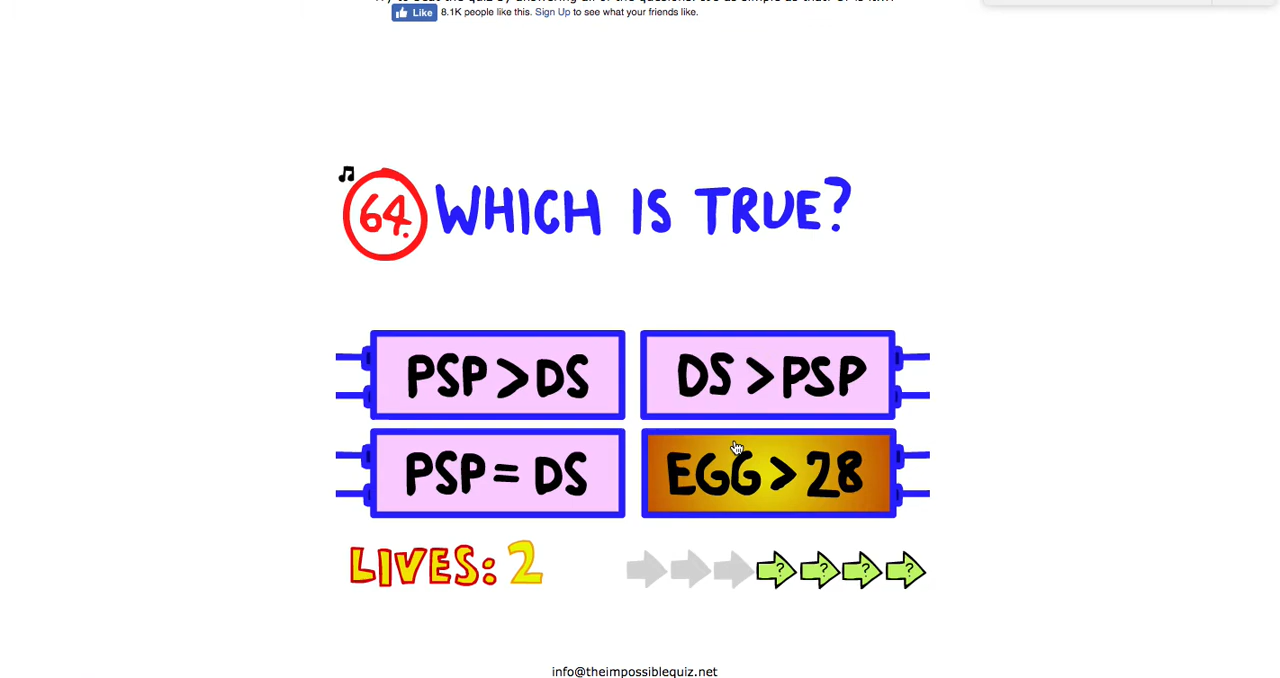 Like 8.1K people like this. Sign Up to see what your friends like.
64. WHICH IS TRUE?
PSP>DS
DS>PSP
PSP=DS
EGG>28
LIVES: 2
? ? ? ?
info@theimpossiblequiz.net